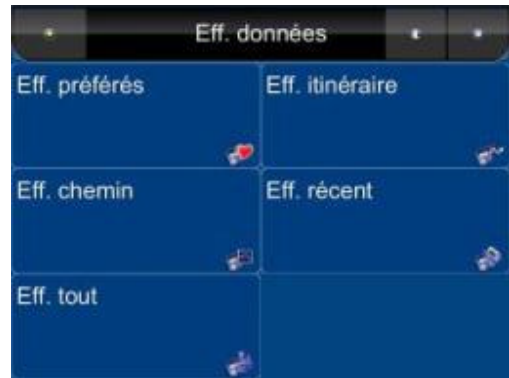 Eff. données
Eff. préférés
Eff. itinéraire
Eff. chemin
Eff. récent
Eff. tout